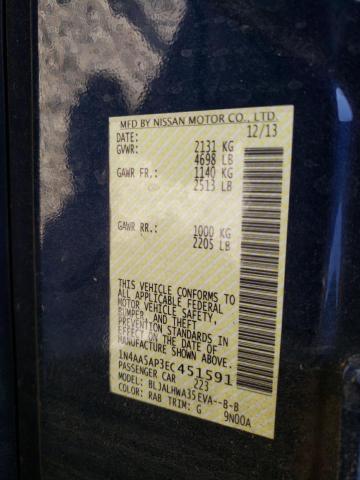 MFD BY NISSAN MOTOR CO., LTD.
DATE: 12/13
GVWR: 2131 KG
4698 LB
GAWR FR.: 1140 KG
2513 LB
GAWR RR.: 1000 KG
2205 LB
THIS VEHICLE CONFORMS TO
ALL APPLICABLE FEDERAL
MOTOR VEHICLE SAFETY,
BUMPER, AND THEFT
PREVENTION STANDARDS IN
EFFECT ON THE DATE OF
MANUFACTURE SHOWN ABOVE.
1N4AA5AP3EC451591
PASSENGER CAR 223
MODEL: BLJALHWA35EVA--B-B
COLOR: RAB TRIM: G 9N00A